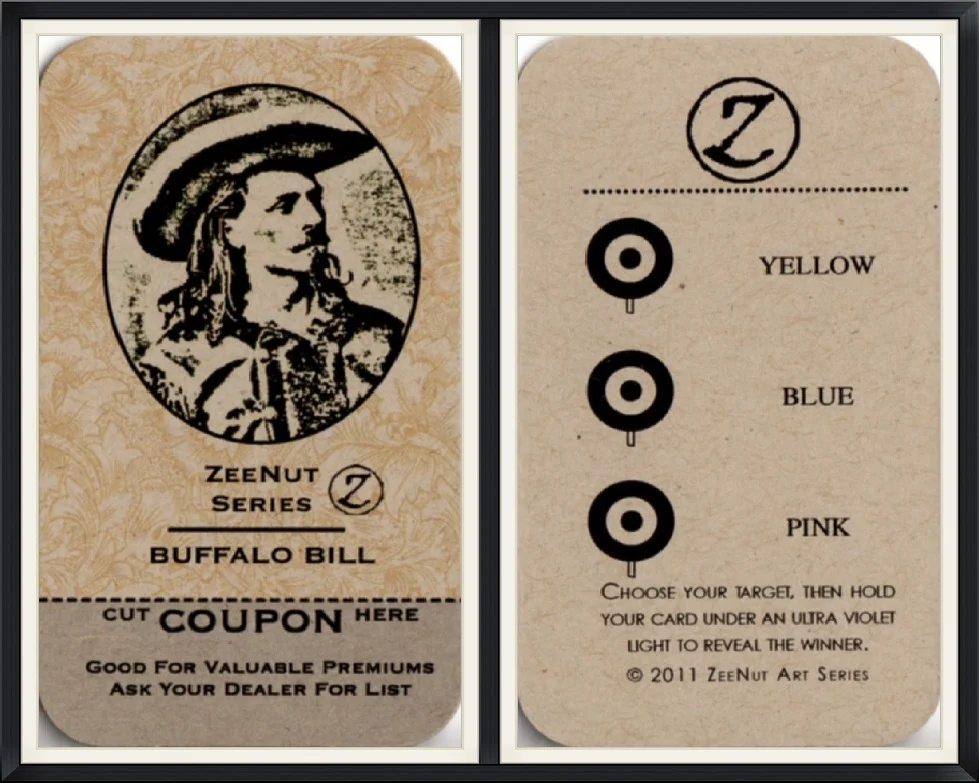 ZEENUT
SERIES Z
BUFFALO BILL
CUT COUPON HERE
GOOD FOR VALUABLE PREMIUMS
ASK YOUR DEALER FOR LIST
Z
YELLOW
BLUE
PINK
CHOOSE YOUR TARGET, THEN HOLD
YOUR CARD UNDER AN ULTRA VIOLET
LIGHT TO REVEAL THE WINNER.
© 2011 ZEENUT ART SERIES